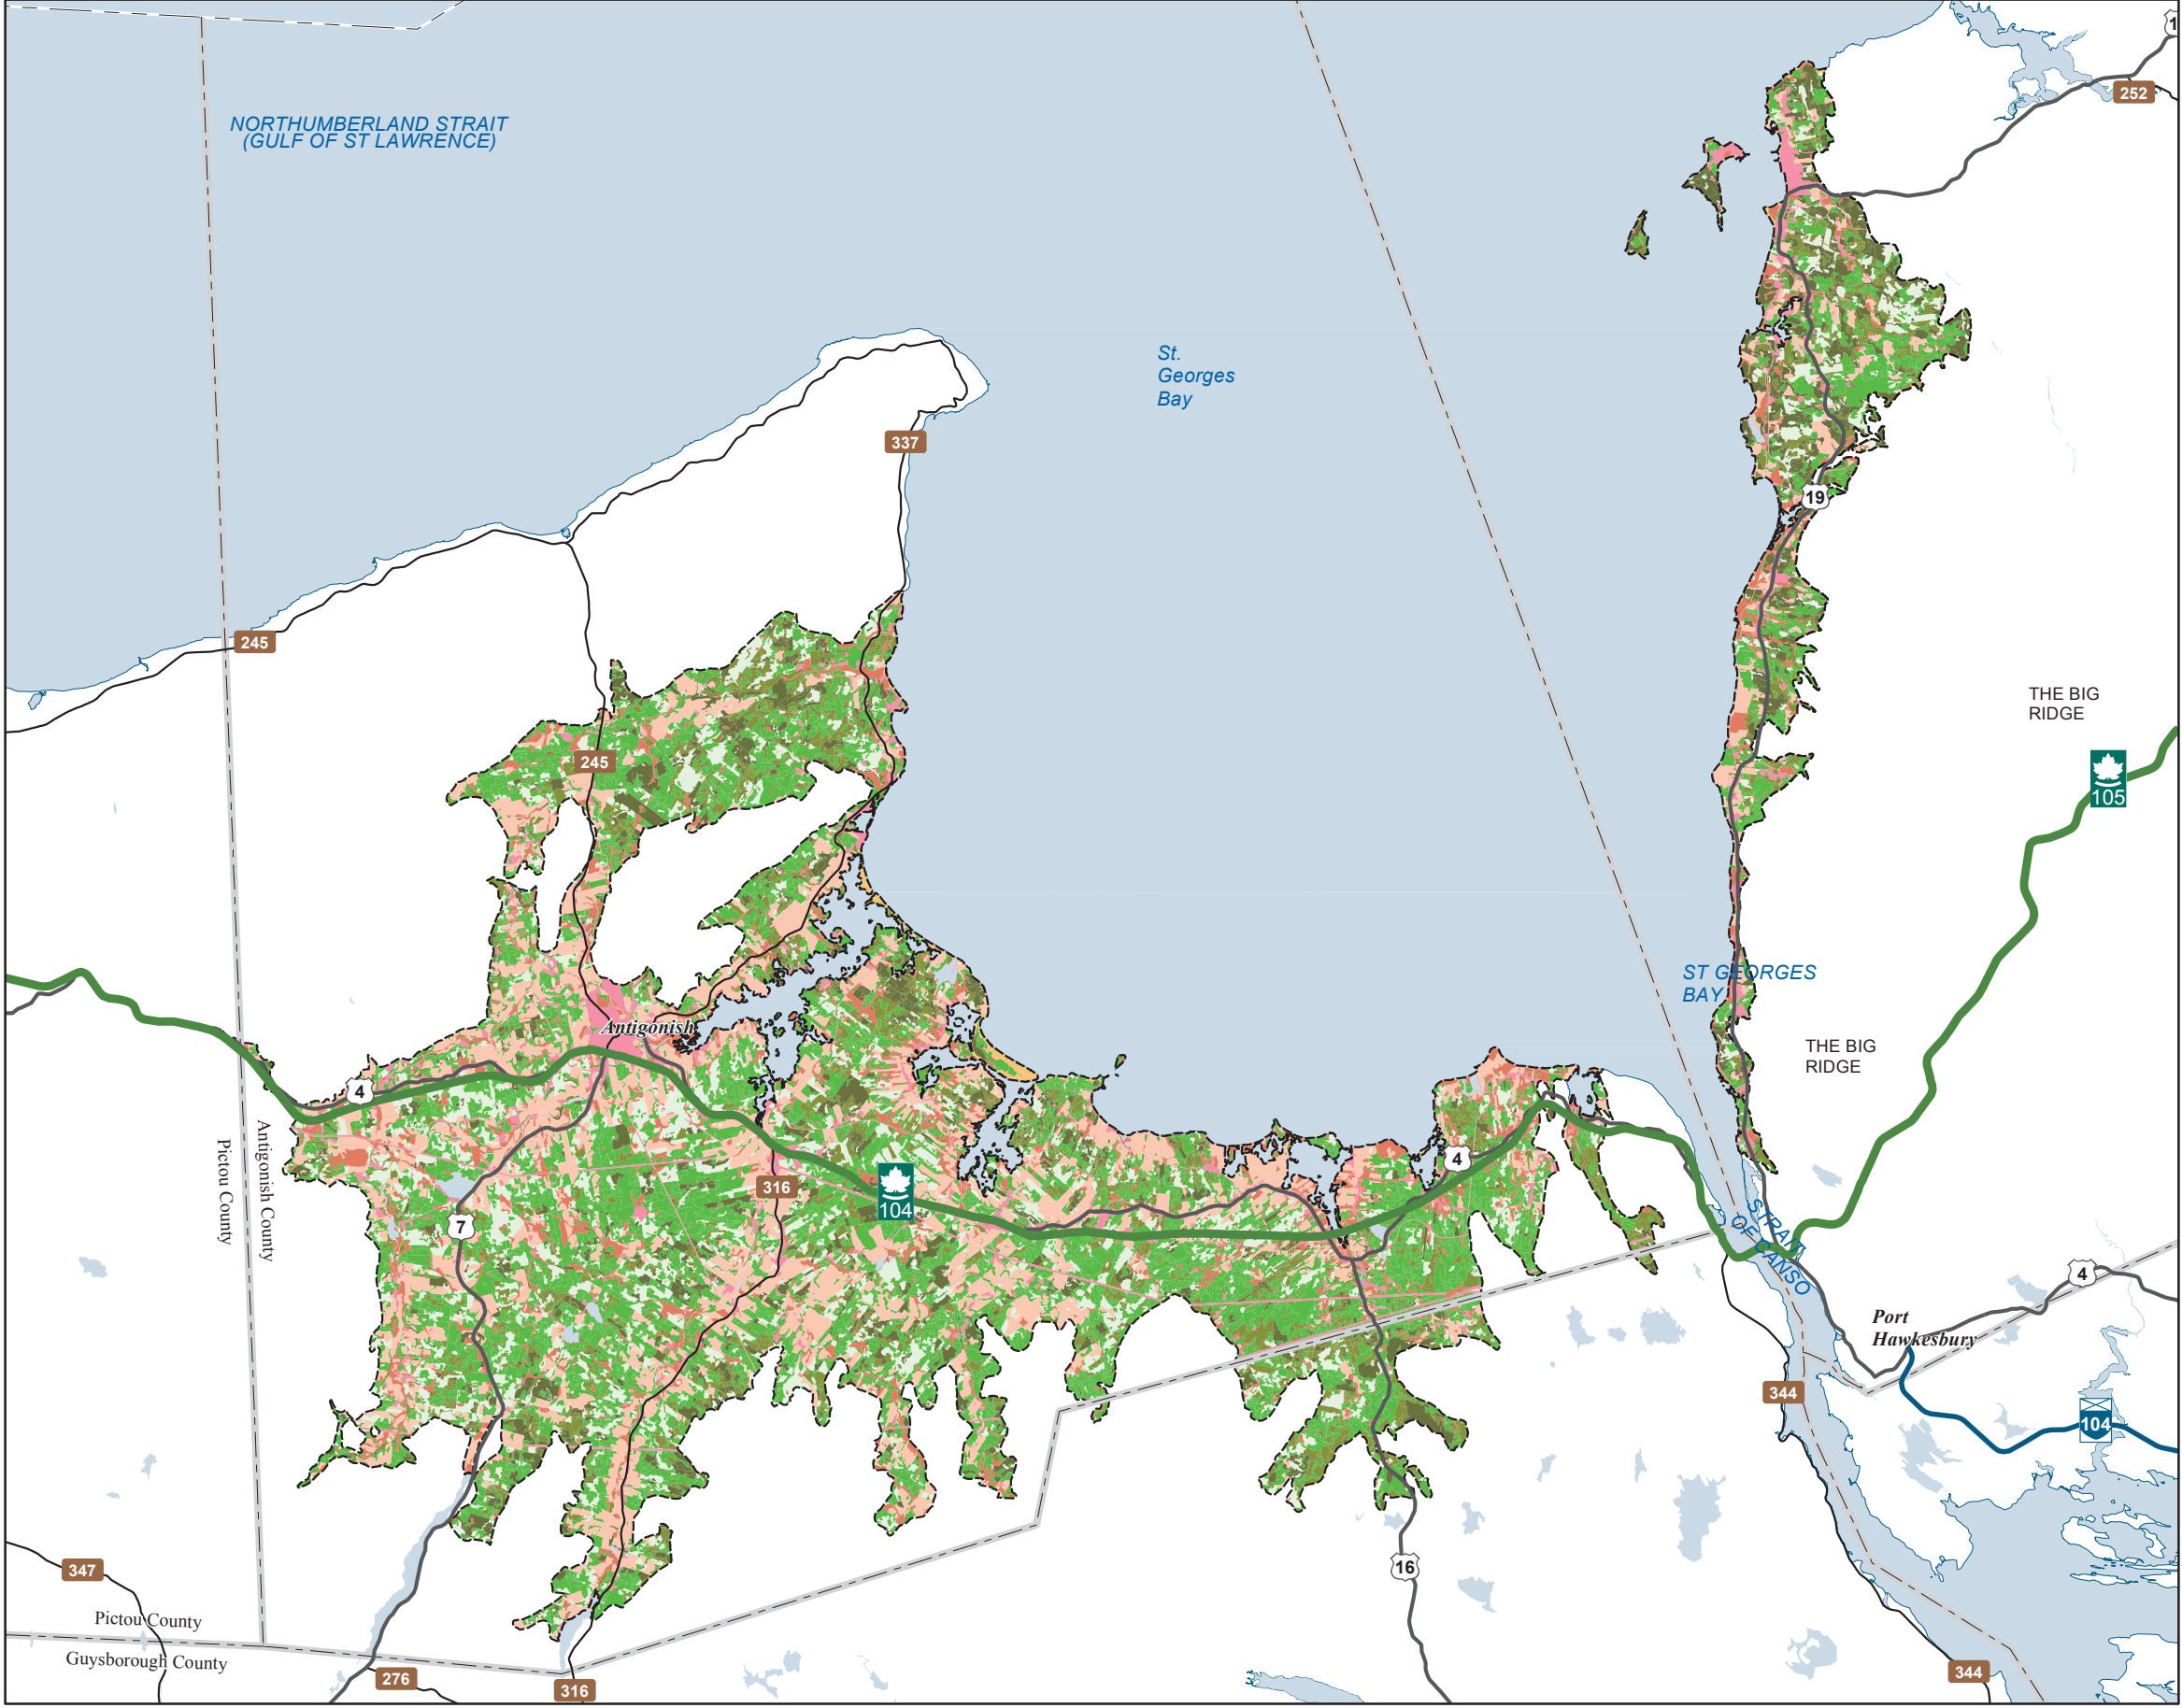 1
252
NORTHUMBERLAND STRAIT
(GULF OF ST LAWRENCE)
St.
Georges
Bay
337
19
245
THE BIG
RIDGE
245
105
ST GEORGES
BAY
Antigonish
THE BIG
RIDGE
4
Pictou County
Antigonish County
4
316
104
7
STRAIT
OF CANSO
4
Port
Hawkesbury
344
104
347
16
Pictou County
Guysborough County
276
316
344